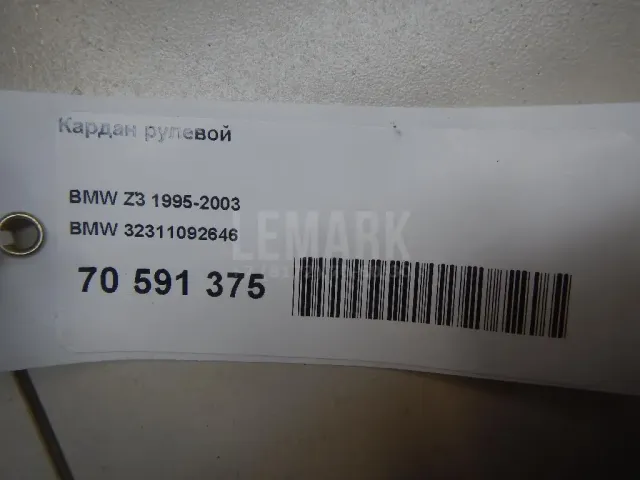 Кардан рулевой
BMW Z3 1995-2003
BMW 32311092646
70 591 375
LEMARK